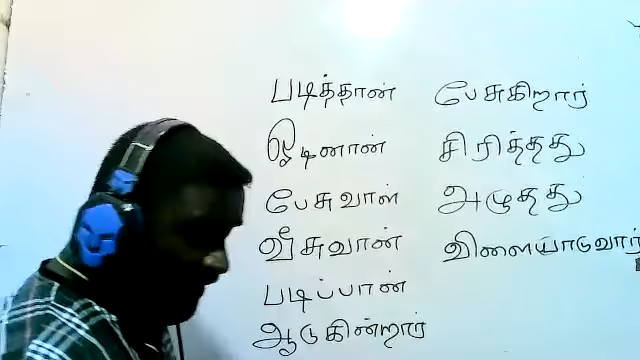 படித்தான் பேசுகிறார்
ஓடினான் சிரித்தது
பேசுவாள் அழுதது
வீசுவான் விளையாடுவார்
படிப்பான்
ஆடுகின்றார்